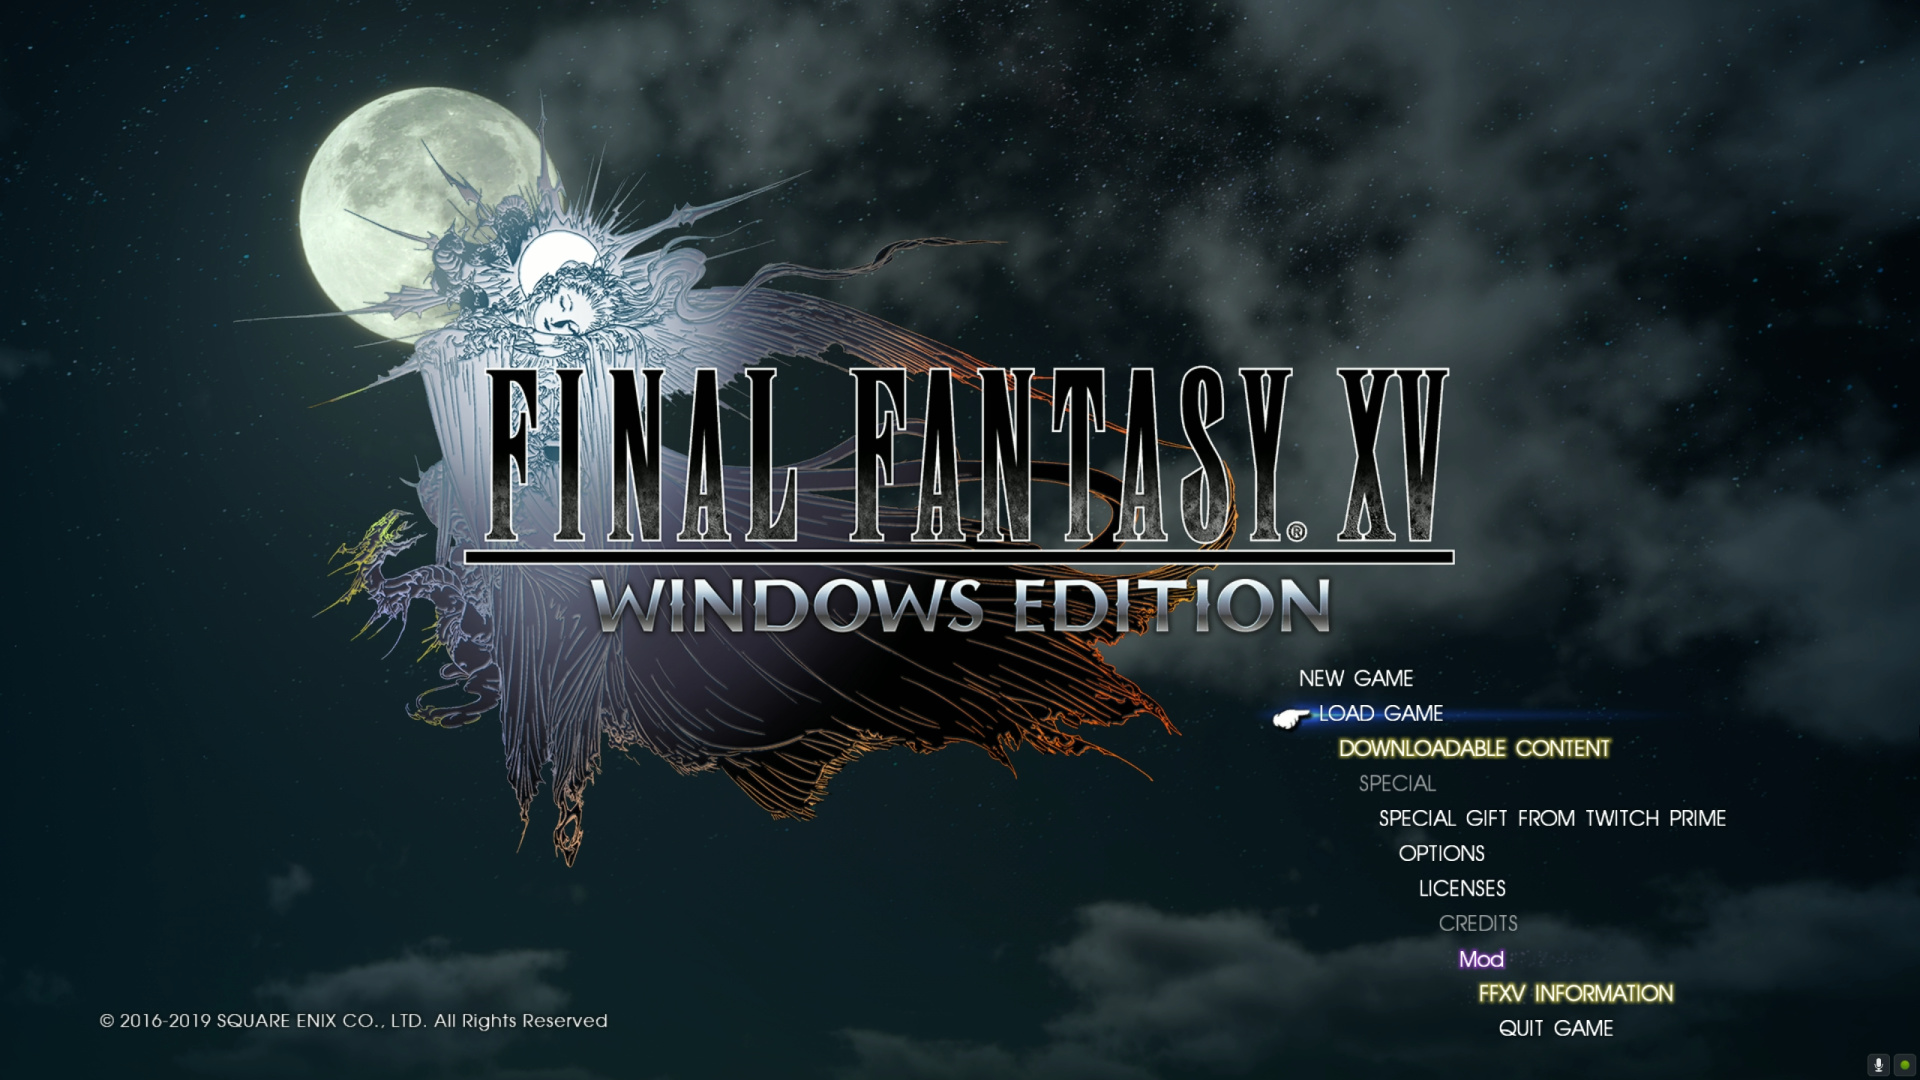 FINAL FANTASY® XV
WINDOWS EDITION
NEW GAME
LOAD GAME
DOWNLOADABLE CONTENT
SPECIAL
SPECIAL GIFT FROM TWITCH PRIME
OPTIONS
LICENSES
CREDITS
Mod
FFXV INFORMATION
QUIT GAME
© 2016-2019 SQUARE ENIX CO., LTD. All Rights Reserved